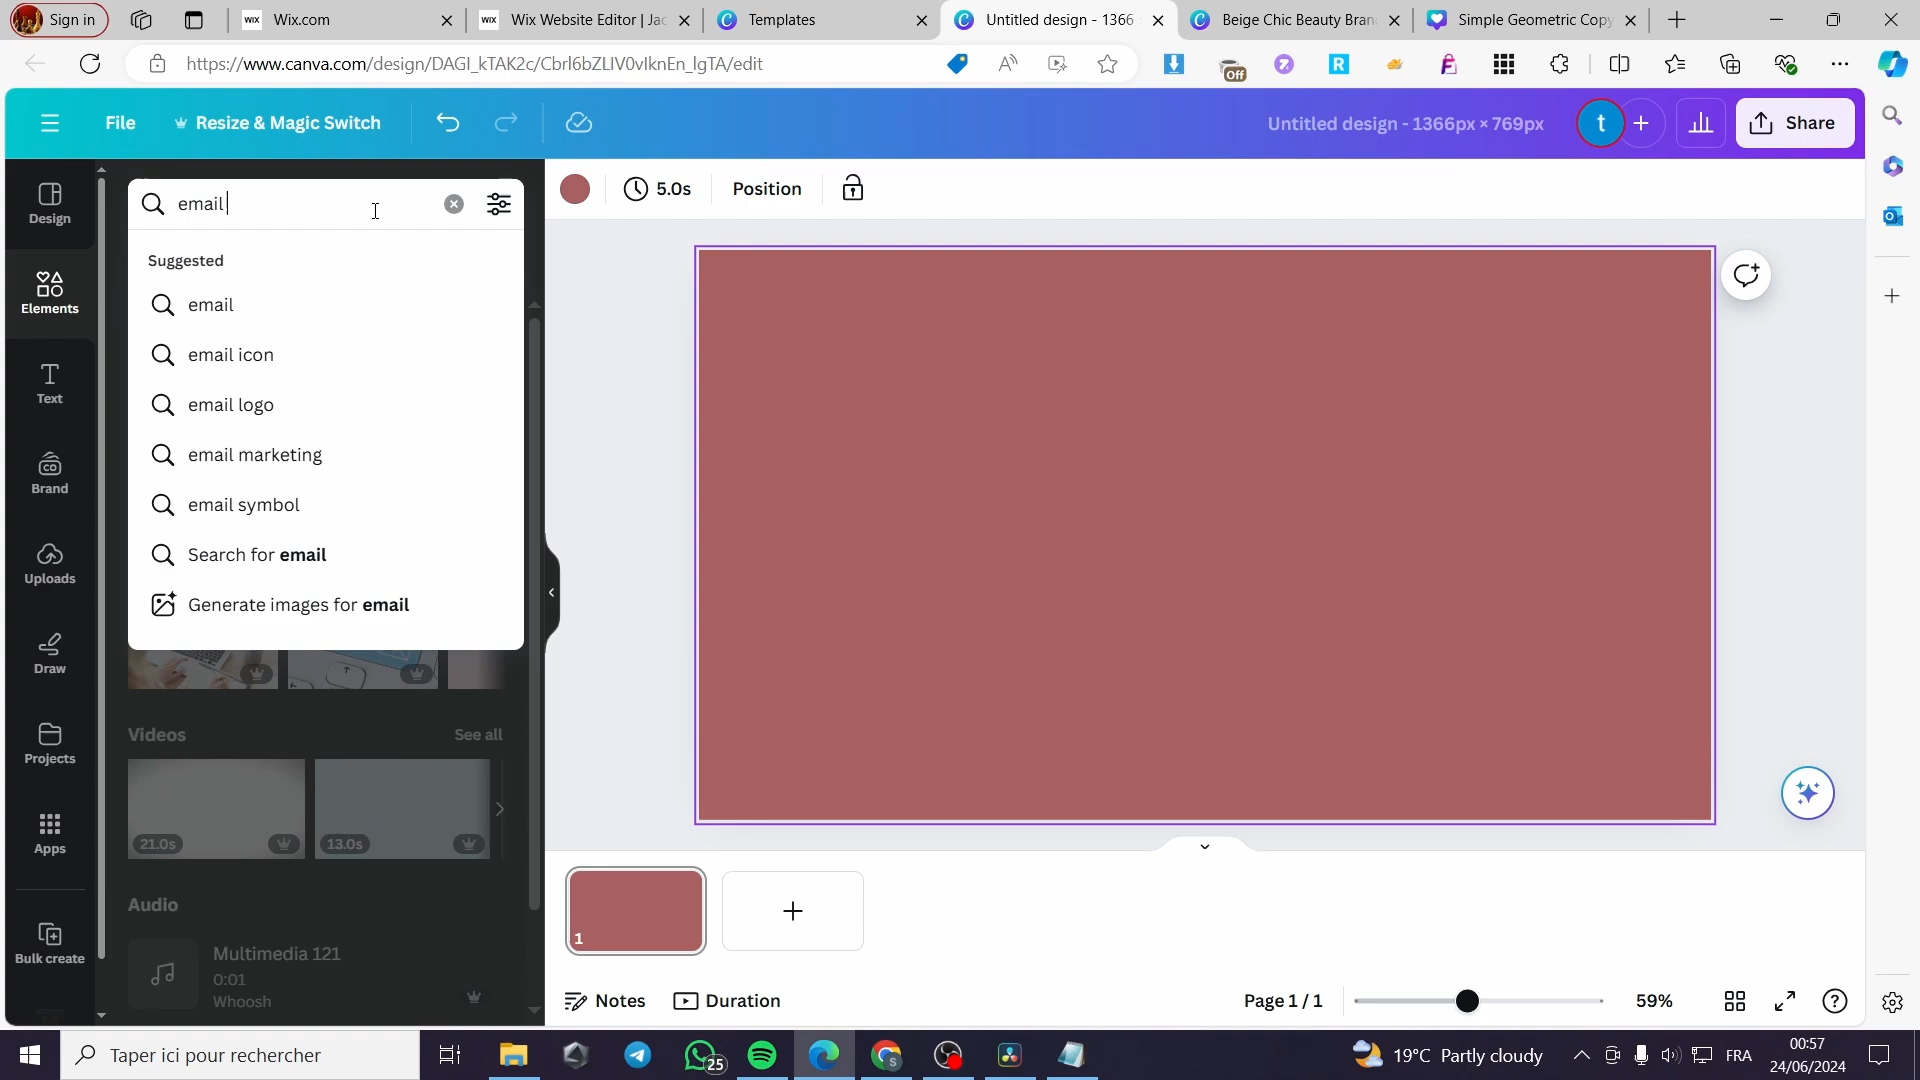 Sign in
Wix.com
Wix Website Editor | Jac
Templates
Untitled design - 1366
Beige Chic Beauty Bran
Simple Geometric Copy
https://www.canva.com/design/DAGI_kTAK2c/Cbrl6bZLIV0vIknEn_lgTA/edit
Off
File
Resize & Magic Switch
Untitled design - 1366px × 769px
t
Share
5.0s
Position
Design
Elements
Text
Brand
Uploads
Draw
Projects
Apps
Bulk create
email
Suggested
email
email icon
email logo
email marketing
email symbol
Search for email
Generate images for email
Videos
See all
21.0s
13.0s
Audio
Multimedia 121
0:01
Whoosh
1
Notes
Duration
Page 1 / 1
59%
Taper ici pour rechercher
25
19°C Partly cloudy
FRA
00:57
24/06/2024